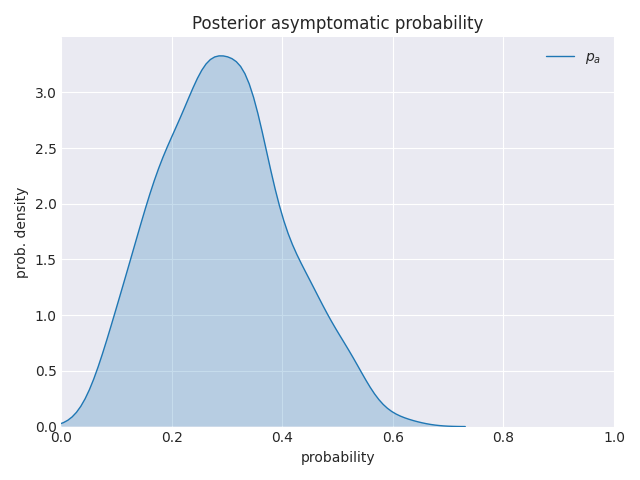 Posterior asymptomatic probability
pₐ
prob. density
3.0
2.5
2.0
1.5
1.0
0.5
0.0
0.0 0.2 0.4 0.6 0.8 1.0
probability